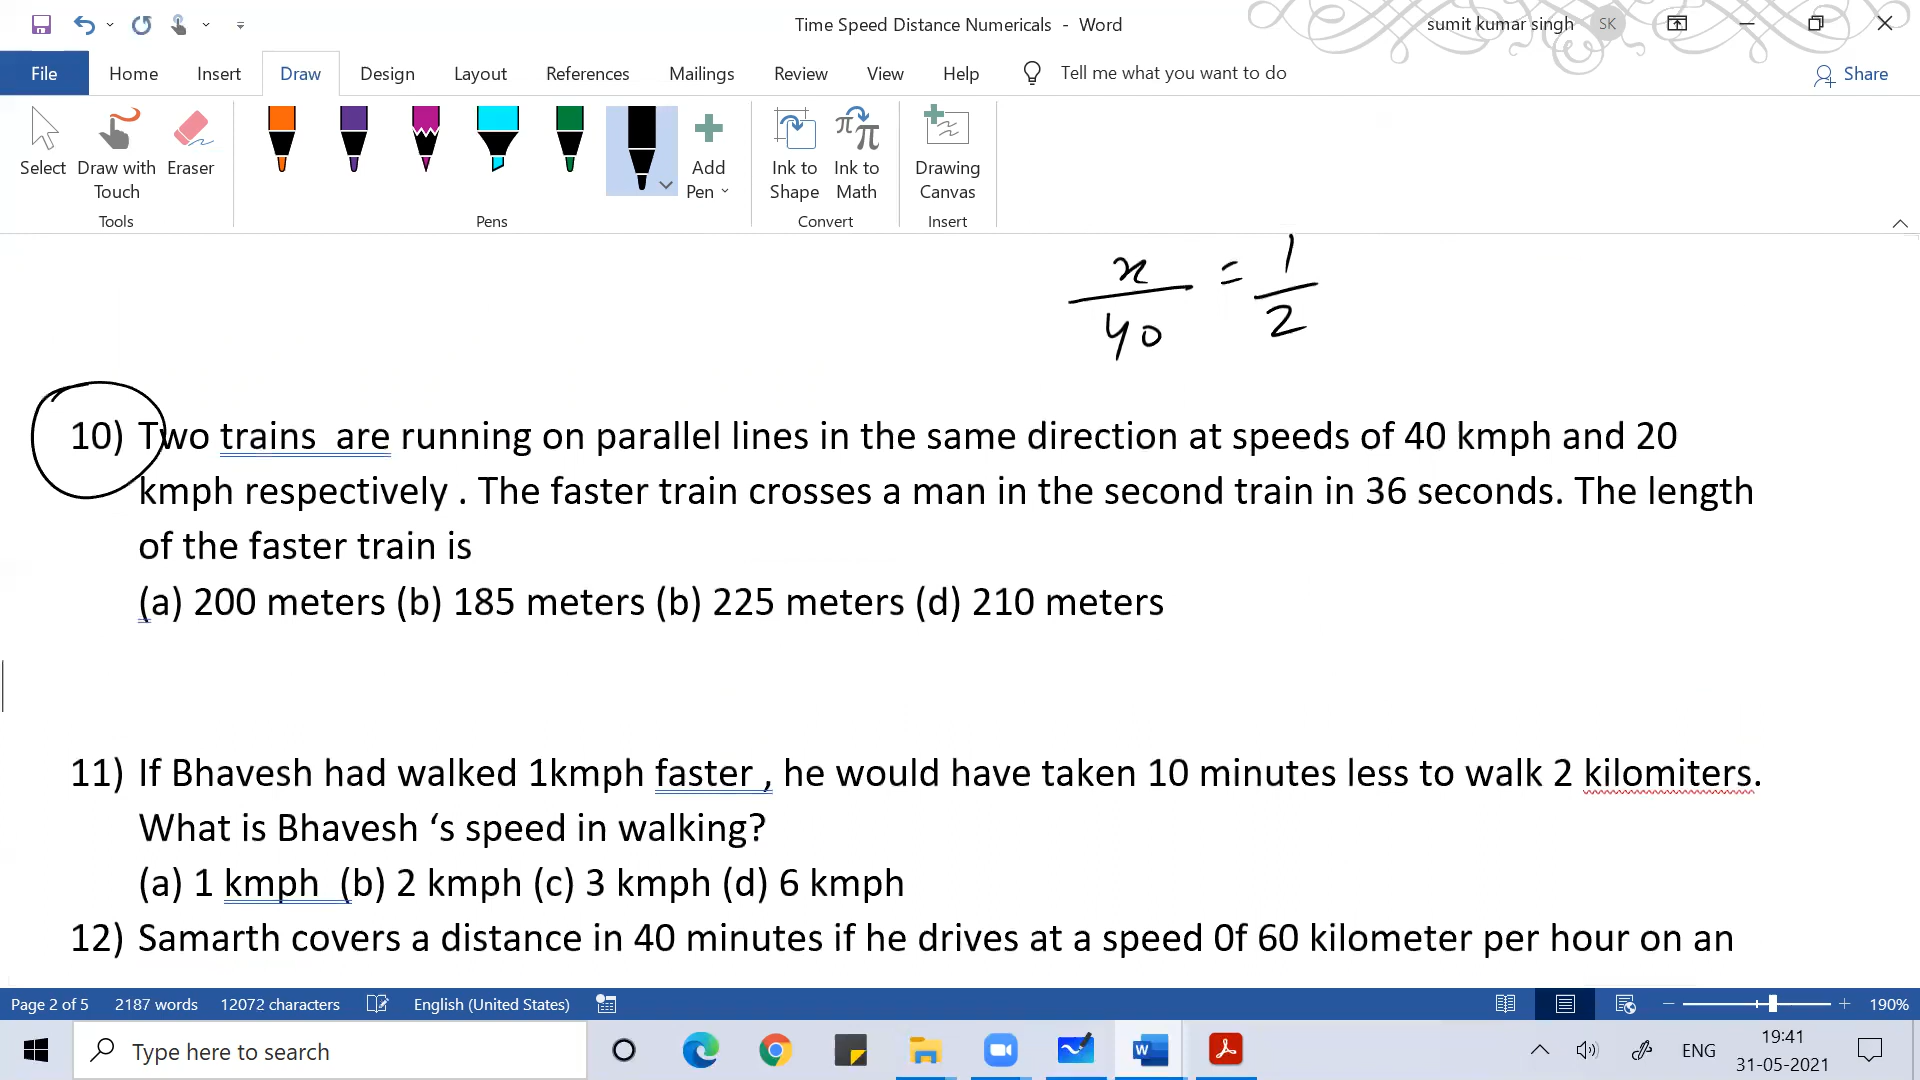 Time Speed Distance Numericals - Word
sumit kumar singh SK
File Home Insert Draw Design Layout References Mailings Review View Help Tell me what you want to do Share
Select Draw with Touch Eraser Add Pen Ink to Shape Ink to Math Drawing Canvas
Tools Pens Convert Insert
x/40 = 1/2
10) Two trains are running on parallel lines in the same direction at speeds of 40 kmph and 20
kmph respectively . The faster train crosses a man in the second train in 36 seconds. The length
of the faster train is
(a) 200 meters (b) 185 meters (b) 225 meters (d) 210 meters
11) If Bhavesh had walked 1kmph faster , he would have taken 10 minutes less to walk 2 kilomiters.
What is Bhavesh ‘s speed in walking?
(a) 1 kmph (b) 2 kmph (c) 3 kmph (d) 6 kmph
12) Samarth covers a distance in 40 minutes if he drives at a speed 0f 60 kilometer per hour on an
Page 2 of 5 2187 words 12072 characters English (United States) 190%
Type here to search
ENG
19:41
31-05-2021